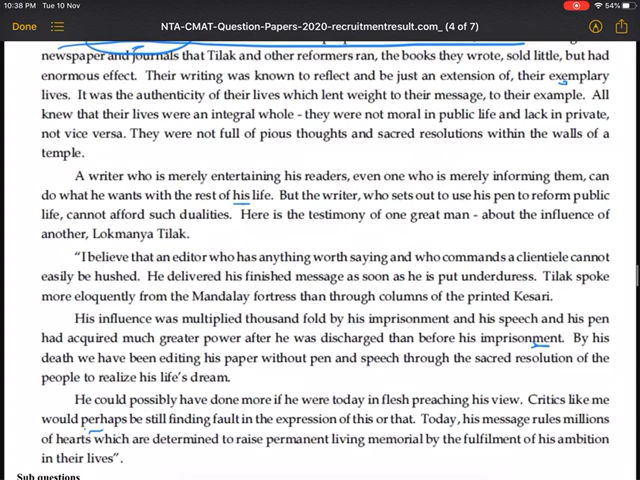 10:38 PM Tue 10 Nov
54%
Done
NTA-CMAT-Question-Papers-2020-recruitmentresult.com_ (4 of 7)
newspaper and journals that Tilak and other reformers ran, the books they wrote, sold little, but had
enormous effect. Their writing was known to reflect and be just an extension of, their exemplary
lives. It was the authenticity of their lives which lent weight to their message, to their example. All
knew that their lives were an integral whole - they were not moral in public life and lack in private,
not vice versa. They were not full of pious thoughts and sacred resolutions within the walls of a
temple.
A writer who is merely entertaining his readers, even one who is merely informing them, can
do what he wants with the rest of his life. But the writer, who sets out to use his pen to reform public
life, cannot afford such dualities. Here is the testimony of one great man - about the influence of
another, Lokmanya Tilak.
"I believe that an editor who has anything worth saying and who commands a clientiele cannot
easily be hushed. He delivered his finished message as soon as he is put underduress. Tilak spoke
more eloquently from the Mandalay fortress than through columns of the printed Kesari.
His influence was multiplied thousand fold by his imprisonment and his speech and his pen
had acquired much greater power after he was discharged than before his imprisonment. By his
death we have been editing his paper without pen and speech through the sacred resolution of the
people to realize his life's dream.
He could possibly have done more if he were today in flesh preaching his view. Critics like me
would perhaps be still finding fault in the expression of this or that. Today, his message rules millions
of hearts which are determined to raise permanent living memorial by the fulfilment of his ambition
in their lives".
Sub questions